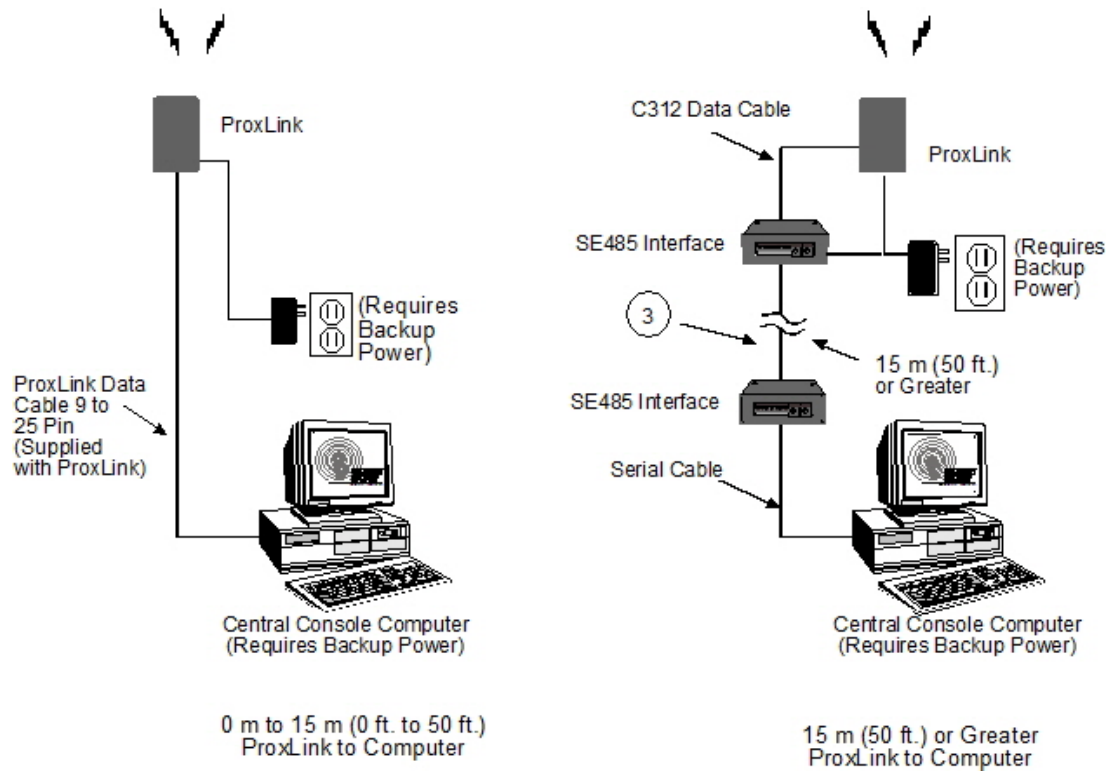 ProxLink
(Requires
Backup
Power)
ProxLink Data
Cable 9 to
25 Pin
(Supplied
with ProxLink)
Central Console Computer
(Requires Backup Power)
0 m to 15 m (0 ft. to 50 ft.)
ProxLink to Computer
C312 Data Cable
ProxLink
SE485 Interface
(Requires
Backup
Power)
3
15 m (50 ft.)
or Greater
SE485 Interface
Serial Cable
Central Console Computer
(Requires Backup Power)
15 m (50 ft.) or Greater
ProxLink to Computer